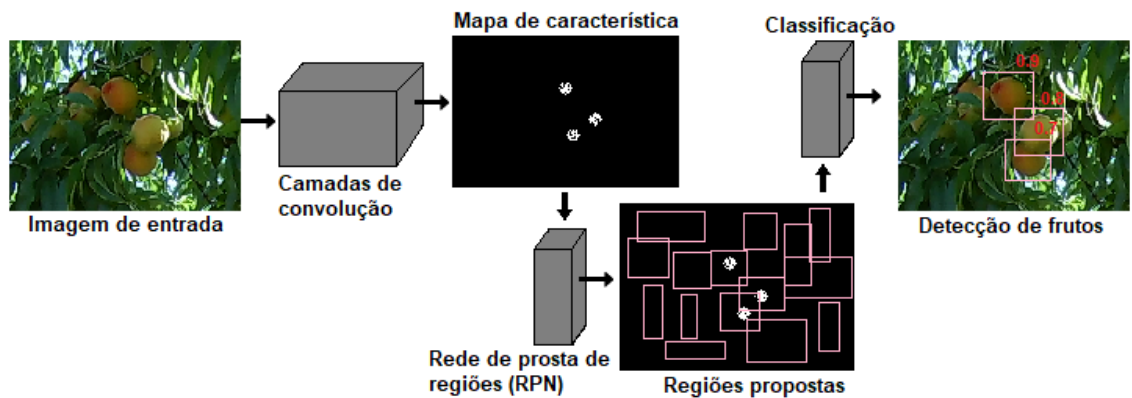 Imagem de entrada
Camadas de
convolução
Mapa de característica
Rede de prosta de
regiões (RPN)
Regiões propostas
Classificação
0.9
0.8
0.7
Detecção de frutos